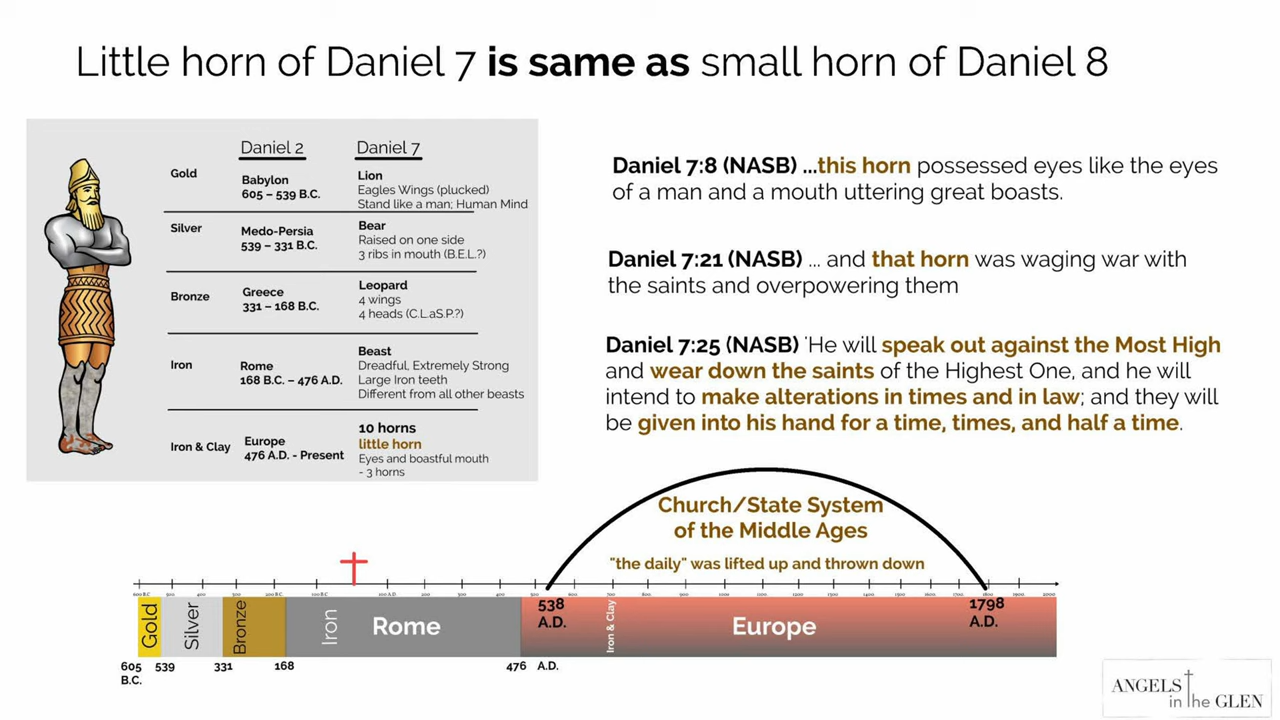 Little horn of Daniel 7 is same as small horn of Daniel 8
Daniel 2 Daniel 7
Gold
Babylon
605 – 539 B.C.
Lion
Eagles Wings (plucked)
Stand like a man; Human Mind
Silver
Medo-Persia
539 – 331 B.C.
Bear
Raised on one side
3 ribs in mouth (B.E.L.?)
Bronze
Greece
331 – 168 B.C.
Leopard
4 wings
4 heads (C.L.aS.P.?)
Iron
Rome
168 B.C. – 476 A.D.
Beast
Dreadful, Extremely Strong
Large Iron teeth
Different from all other beasts
Iron & Clay
Europe
476 A.D. - Present
10 horns
little horn
Eyes and boastful mouth
- 3 horns
Daniel 7:8 (NASB) ...this horn possessed eyes like the eyes
of a man and a mouth uttering great boasts.
Daniel 7:21 (NASB) ... and that horn was waging war with
the saints and overpowering them
Daniel 7:25 (NASB) 'He will speak out against the Most High
and wear down the saints of the Highest One, and he will
intend to make alterations in times and in law; and they will
be given into his hand for a time, times, and half a time.
Church/State System
of the Middle Ages
"the daily" was lifted up and thrown down
Gold
Silver
Bronze
Iron
Rome
538
A.D.
Iron & Clay
Europe
1798
A.D.
605
B.C.
539
331
168
476 A.D.
ANGELS
in the GLEN